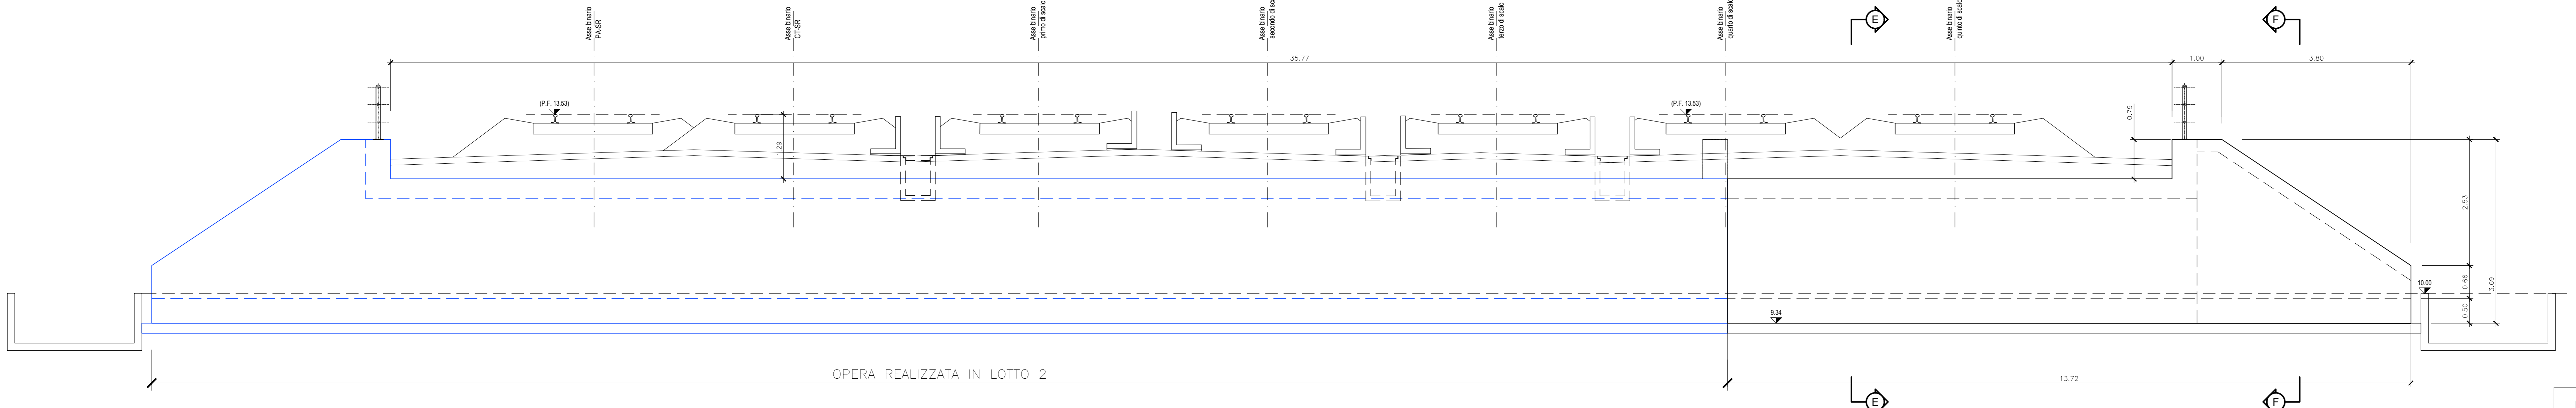 Asse binario
PA-SR
Asse binario
CT-SR
Asse binario
primo di scalo
Asse binario
secondo di scalo
Asse binario
terzo di scalo
Asse binario
quarto di scalo
Asse binario
quinto di scalo
E
F
35.77
1.00
3.80
(P.F. 13.53)
(P.F. 13.53)
0.79
1.29
2.53
3.69
0.66
0.50
10.00
9.34
OPERA REALIZZATA IN LOTTO 2
13.72
E
F